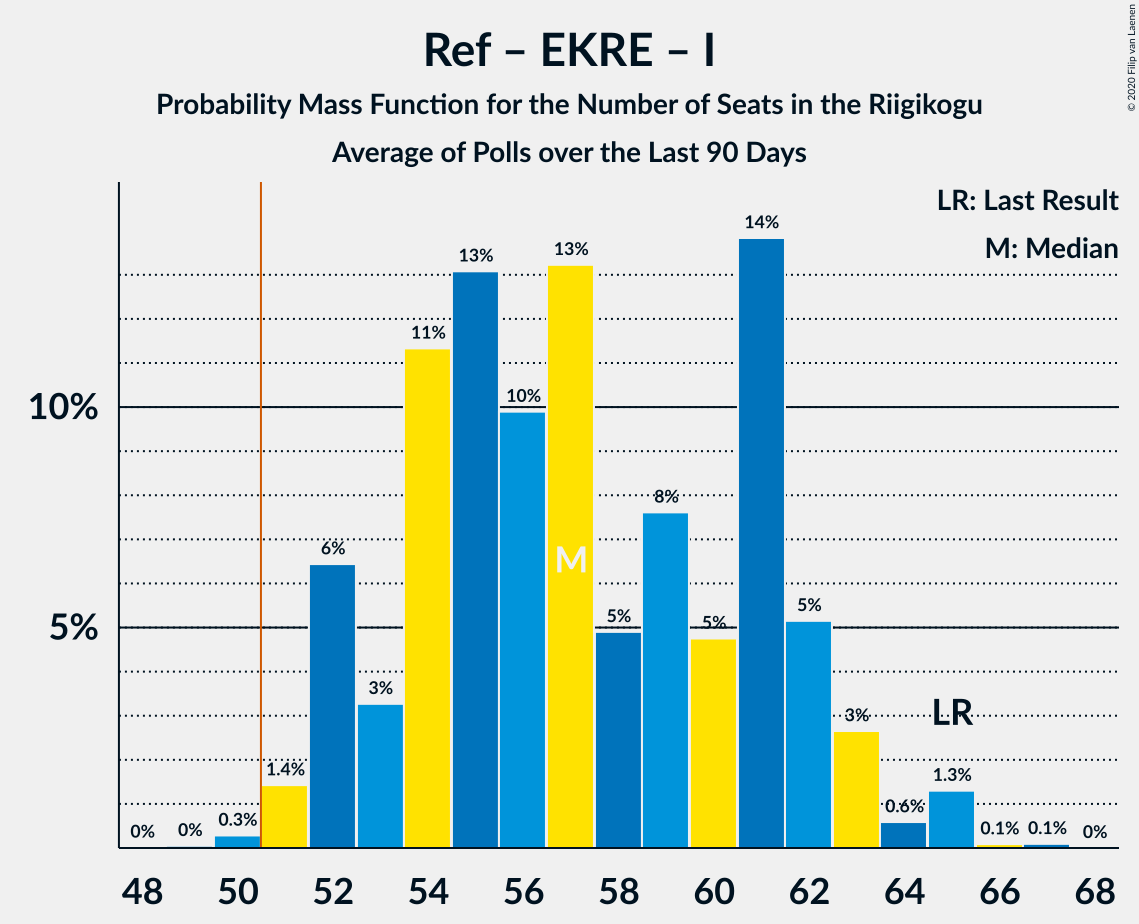 Ref – EKRE – I
Probability Mass Function for the Number of Seats in the Riigikogu
Average of Polls over the Last 90 Days
© 2020 Filip van Laenen
LR: Last Result
M: Median
10%
5%
0%
0%
0.3%
1.4%
6%
3%
11%
13%
10%
13%
5%
8%
5%
14%
5%
3%
0.6%
1.3%
0.1%
0.1%
0%
M
LR
48 50 52 54 56 58 60 62 64 66 68